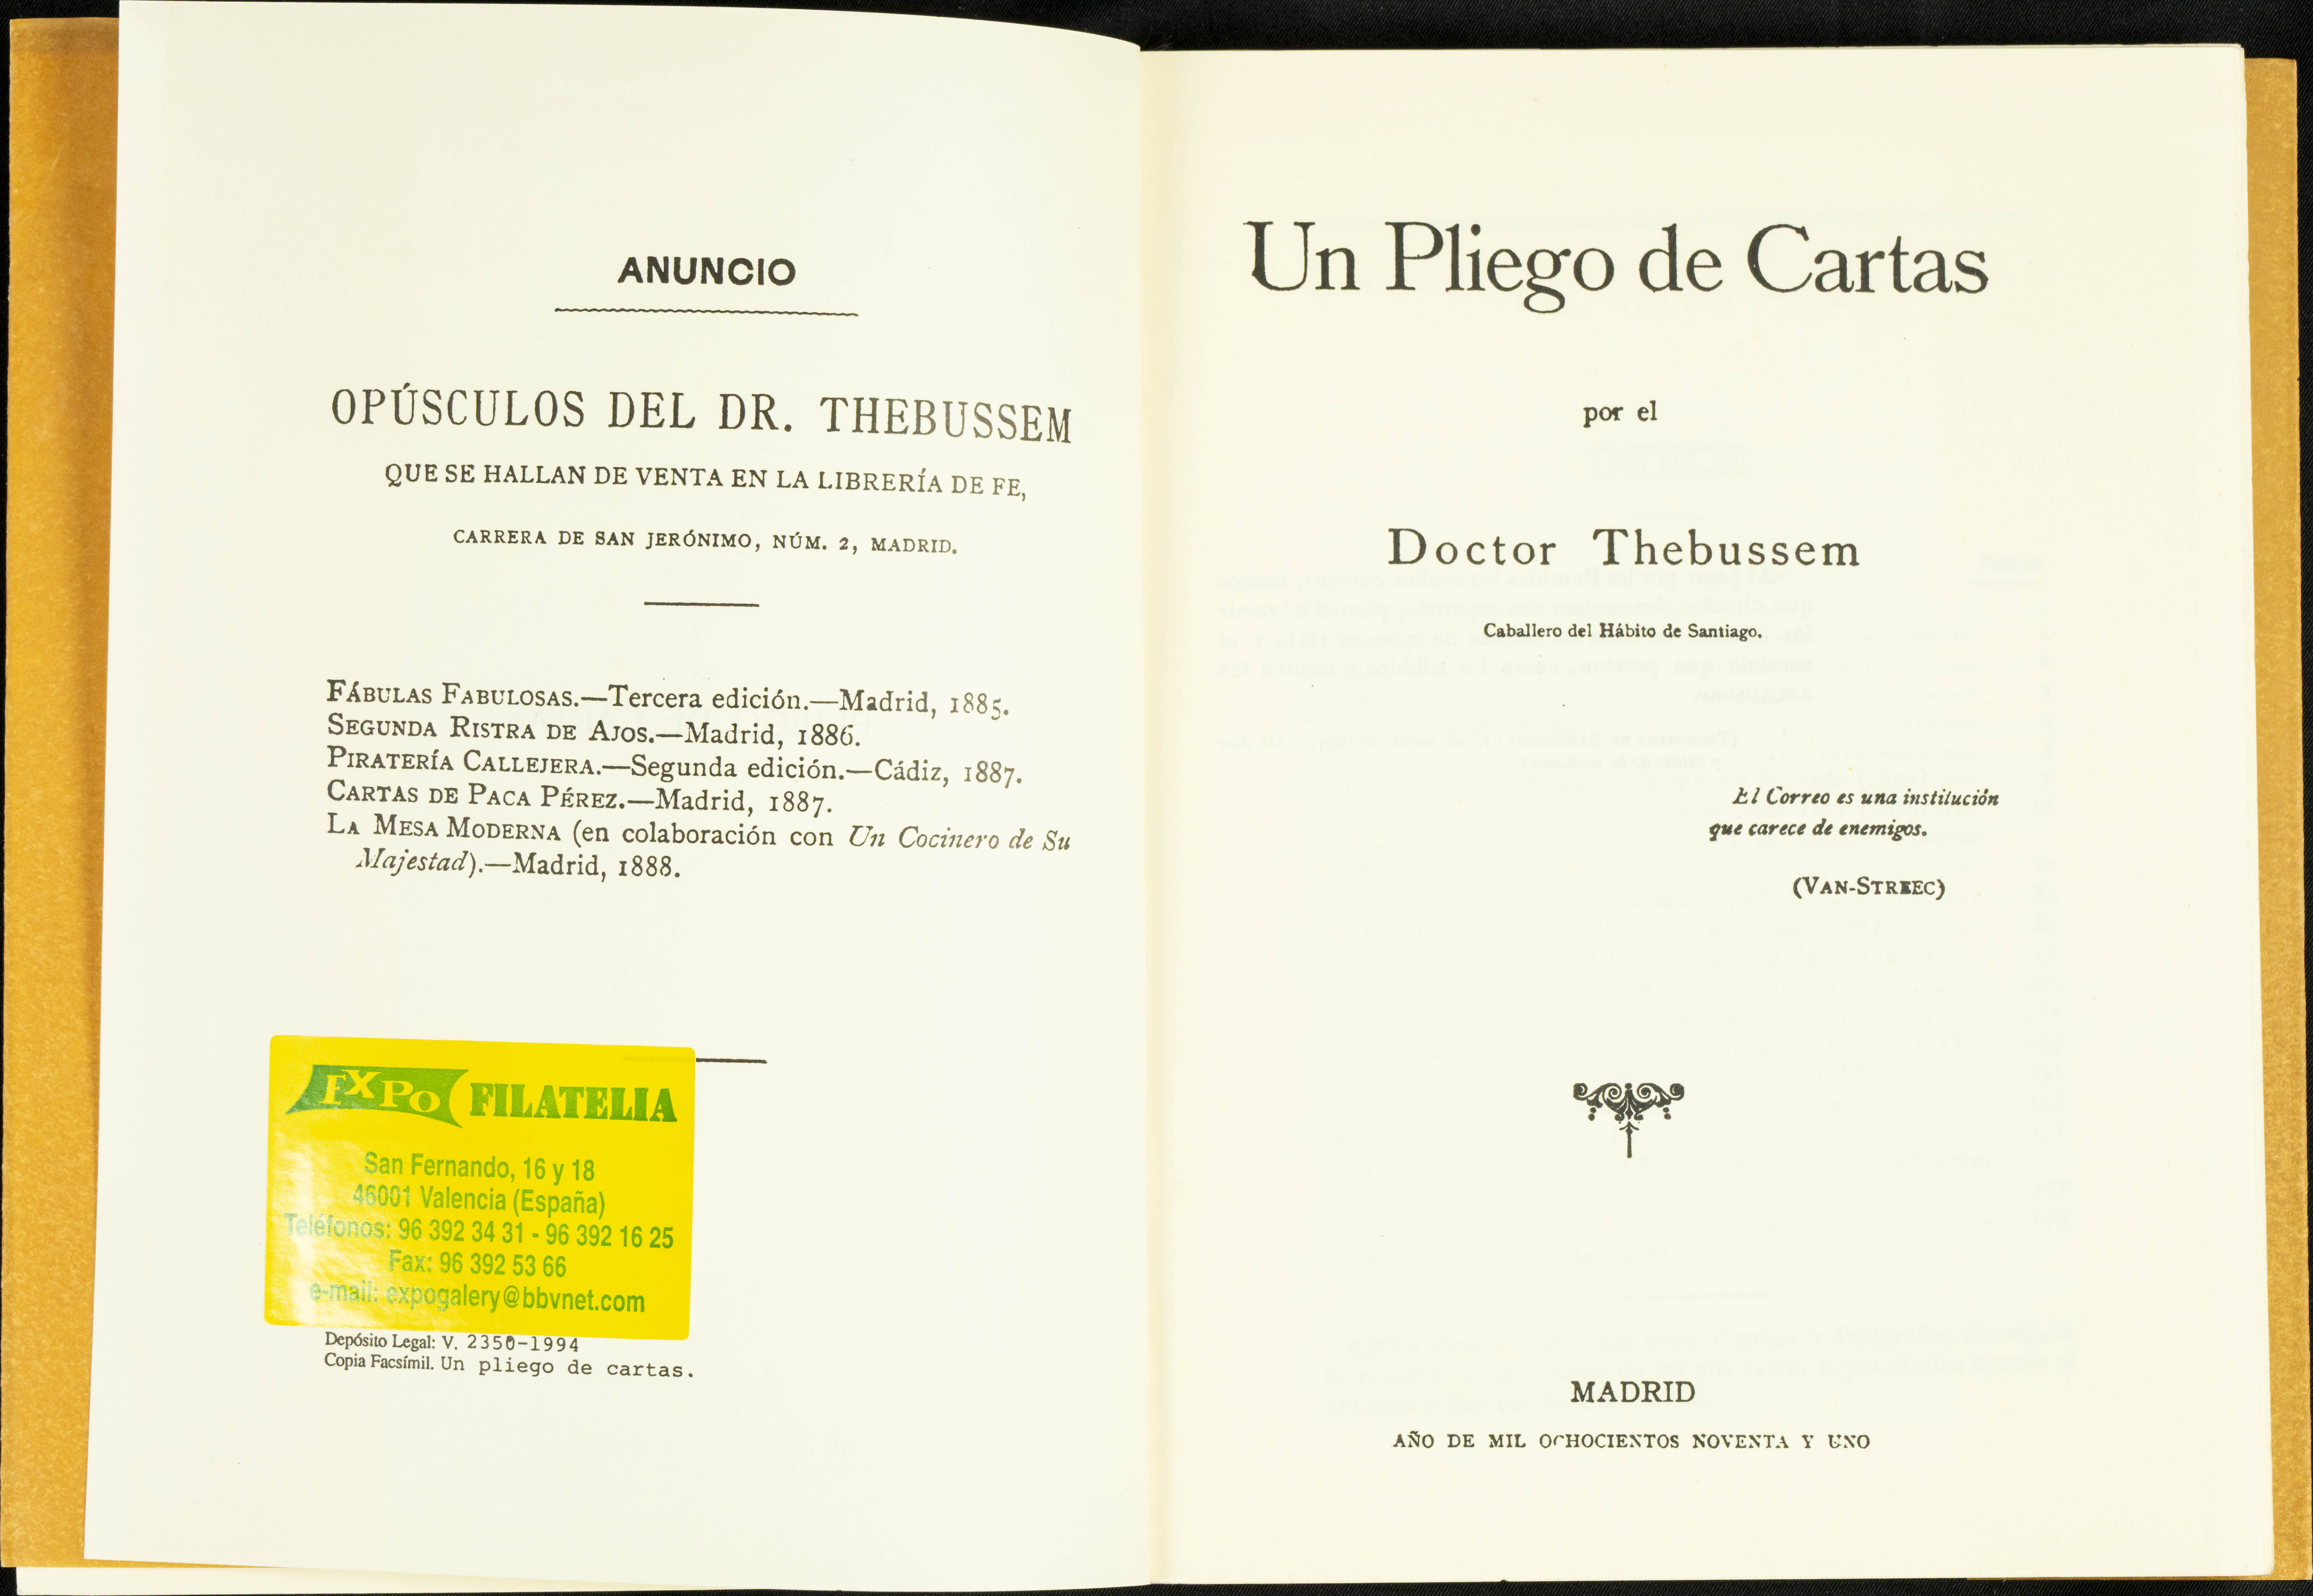 ANUNCIO
OPÚSCULOS DEL DR. THEBUSSEM
QUE SE HALLAN DE VENTA EN LA LIBRERÍA DE FE,
CARRERA DE SAN JERÓNIMO, NÚM. 2, MADRID.
FÁBULAS FABULOSAS.—Tercera edición.—Madrid, 1885.
SEGUNDA RISTRA DE AJOS.—Madrid, 1886.
PIRATERÍA CALLEJERA.—Segunda edición.—Cádiz, 1887.
CARTAS DE PACA PÉREZ.—Madrid, 1887.
LA MESA MODERNA (en colaboración con Un Cocinero de Su
Majestad).—Madrid, 1888.
EXPO FILATELIA
San Fernando, 16 y 18
46001 Valencia (España)
Teléfonos: 96 392 34 31 - 96 392 16 25
Fax: 96 392 53 66
e-mail: expogalery@bbvnet.com
Depósito Legal: V. 2350-1994
Copia Facsímil. Un pliego de cartas.
Un Pliego de Cartas
por el
Doctor Thebussem
Caballero del Hábito de Santiago.
El Correo es una institución
que carece de enemigos.
(VAN-STREEC)
MADRID
AÑO DE MIL OCHOCIENTOS NOVENTA Y UNO